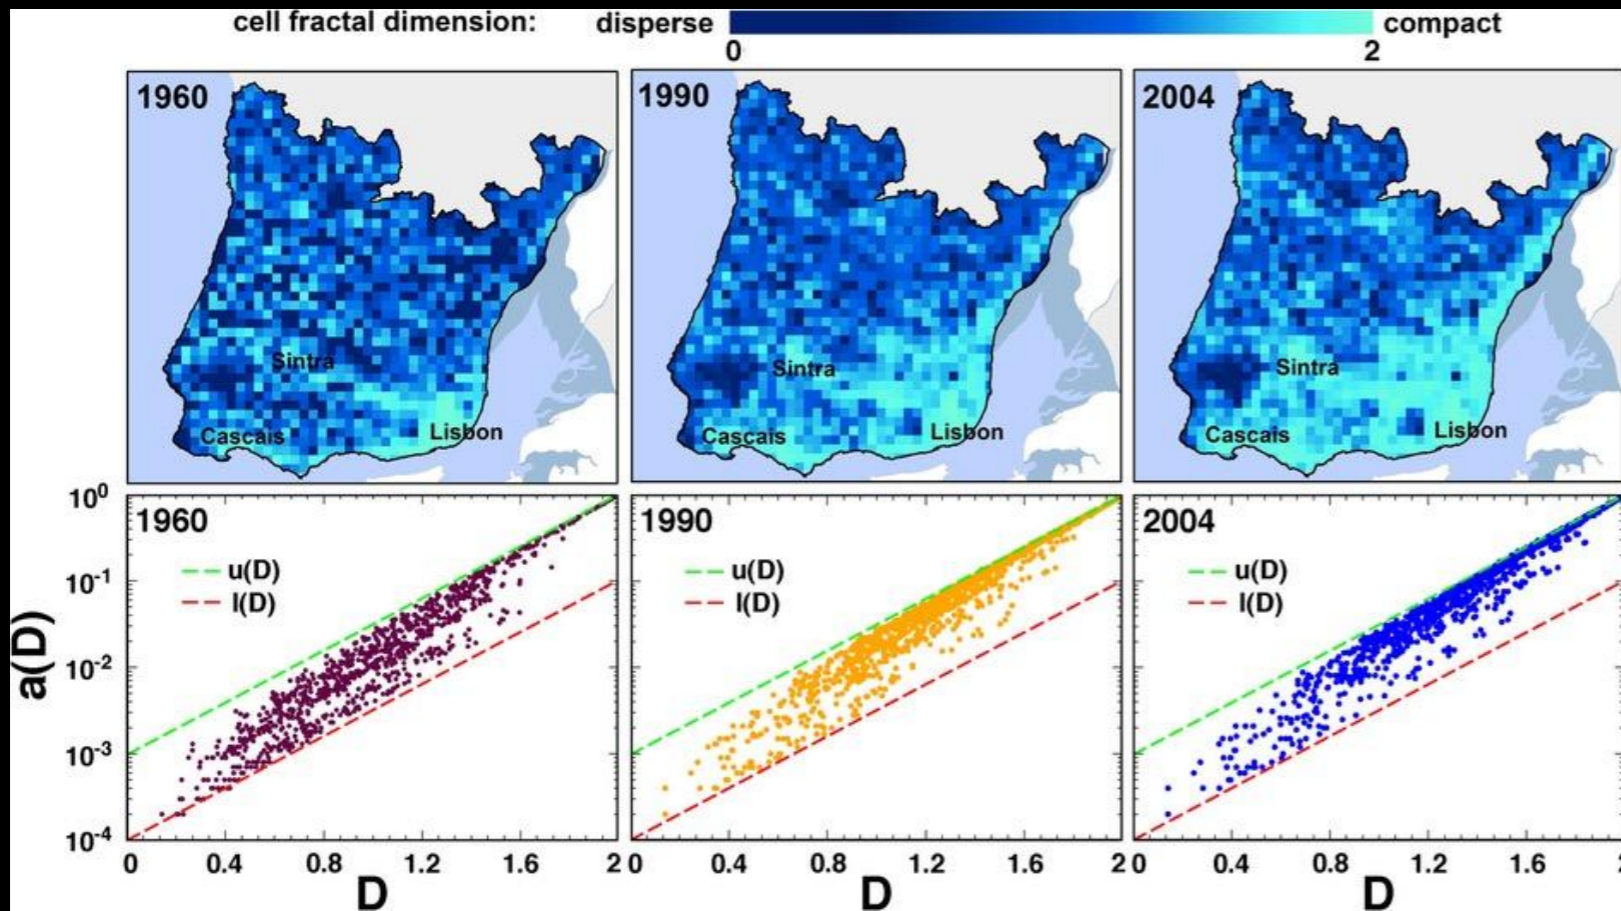 cell fractal dimension: disperse compact
0 2
1960 1990 2004
Sintra Sintra Sintra
Cascais Lisbon Cascais Lisbon Cascais Lisbon
10⁰
1960 1990 2004
u(D) u(D) u(D)
10⁻¹
l(D) l(D) l(D)
a(D)
10⁻²
10⁻³
10⁻⁴
0 0.4 0.8 1.2 1.6 2 0 0.4 0.8 1.2 1.6 2 0 0.4 0.8 1.2 1.6
D D D